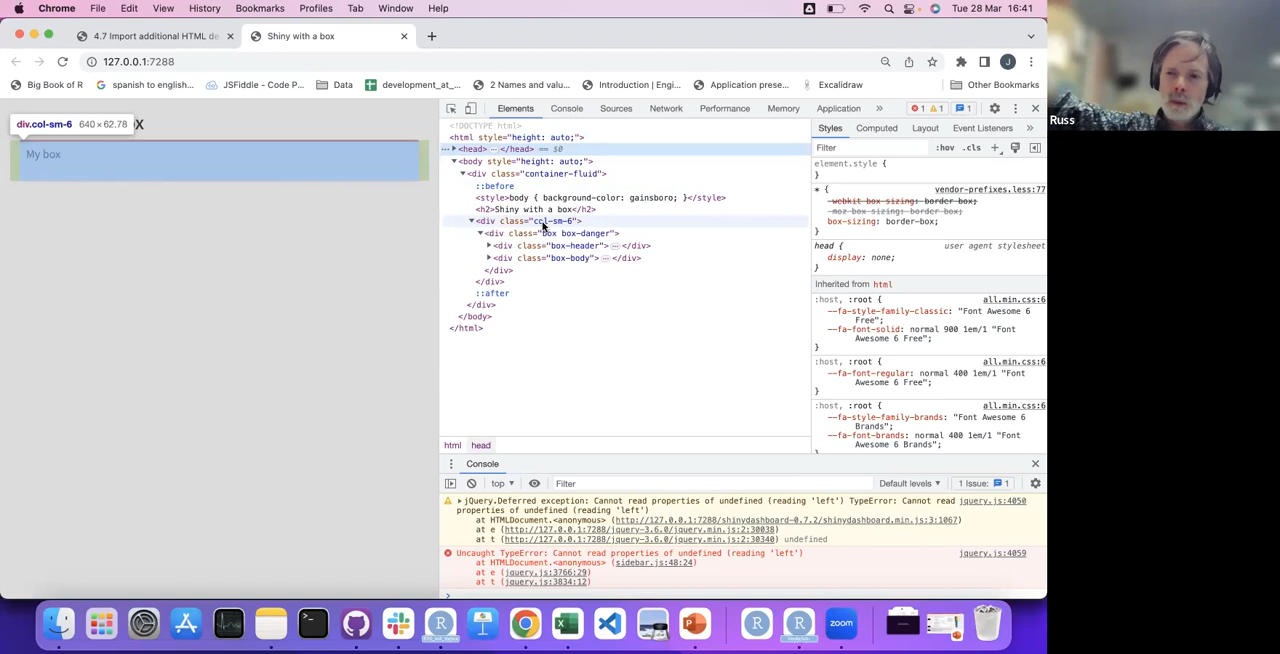 Chrome File Edit View History Bookmarks Profiles Tab Window Help Tue 28 Mar 16:41
4.7 Import additional HTML de × Shiny with a box × +
127.0.0.1:7288 J
Big Book of R spanish to english... JSFiddle - Code P... Data development_at_... 2 Names and valu... Introduction | Engi... Application prese... Excalidraw Other Bookmarks
Elements Console Sources Network Performance Memory Application » 1 1 1
Russ
div.col-sm-6 640 × 62.78 ox
My box
<!DOCTYPE html>
<html style="height: auto;">
<head> … </head> == $0
<body style="height: auto;">
<div class="container-fluid">
::before
<style>body { background-color: gainsboro; }</style>
<h2>Shiny with a box</h2>
<div class="col-sm-6">
<div class="box box-danger">
<div class="box-header"> … </div>
<div class="box-body"> … </div>
</div>
</div>
::after
</div>
</body>
</html>
html head
Styles Computed Layout Event Listeners »
Filter :hov .cls +
element.style {
}
* { vendor-prefixes.less:77
-webkit-box-sizing: border-box;
-moz-box-sizing: border-box;
box-sizing: border-box;
}
head { user agent stylesheet
display: none;
}
Inherited from html
:host, :root { all.min.css:6
--fa-style-family-classic: "Font Awesome 6
Free";
--fa-font-solid: normal 900 1em/1 "Font
Awesome 6 Free";
}
:host, :root { all.min.css:6
--fa-font-regular: normal 400 1em/1 "Font
Awesome 6 Free";
}
:host, :root { all.min.css:6
--fa-style-family-brands: "Font Awesome 6
Brands";
--fa-font-brands: normal 400 1em/1 "Font
Awesome 6 Brands";
Console
top Filter Default levels 1 Issue: 1
jQuery.Deferred exception: Cannot read properties of undefined (reading 'left') TypeError: Cannot read jquery.js:4050
properties of undefined (reading 'left')
at HTMLDocument.<anonymous> (http://127.0.0.1:7288/shinydashboard-0.7.2/shinydashboard.min.js:3:1067)
at e (http://127.0.0.1:7288/jquery-3.6.0/jquery.min.js:2:30038)
at t (http://127.0.0.1:7288/jquery-3.6.0/jquery.min.js:2:30340) undefined
Uncaught TypeError: Cannot read properties of undefined (reading 'left') jquery.js:4059
at HTMLDocument.<anonymous> (sidebar.js:48:24)
at e (jquery.js:3766:29)
at t (jquery.js:3834:12)
zoom